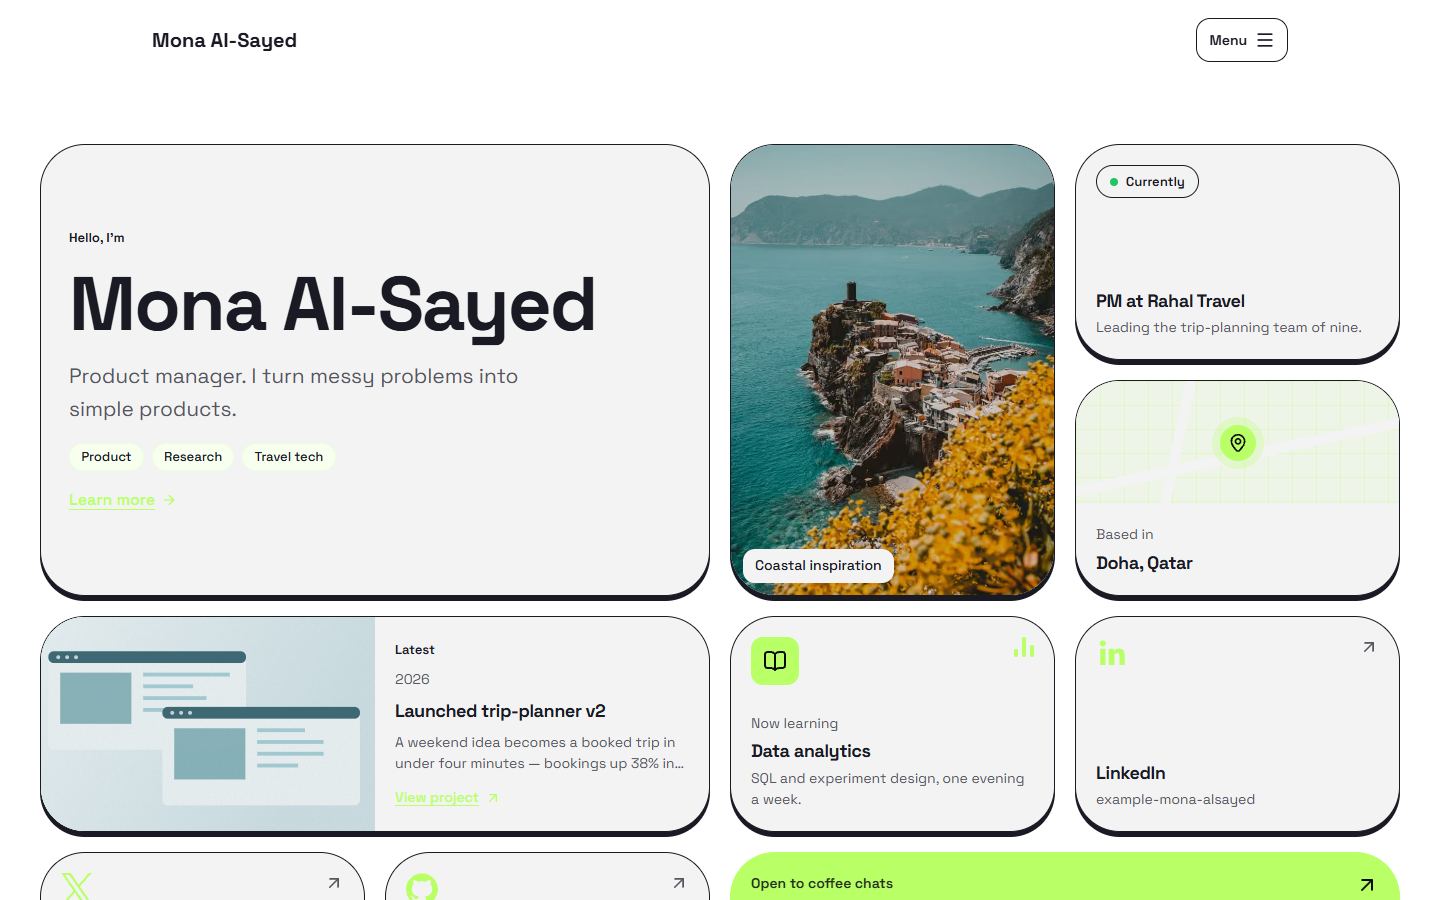 Mona Al-Sayed
Menu
Hello, I'm
Mona Al-Sayed
Product manager. I turn messy problems into
simple products.
Product
Research
Travel tech
Learn more
Coastal inspiration
Currently
PM at Rahal Travel
Leading the trip-planning team of nine.
Based in
Doha, Qatar
Latest
2026
Launched trip-planner v2
A weekend idea becomes a booked trip in
under four minutes — bookings up 38% in...
View project
Now learning
Data analytics
SQL and experiment design, one evening
a week.
in
LinkedIn
example-mona-alsayed
X
Open to coffee chats